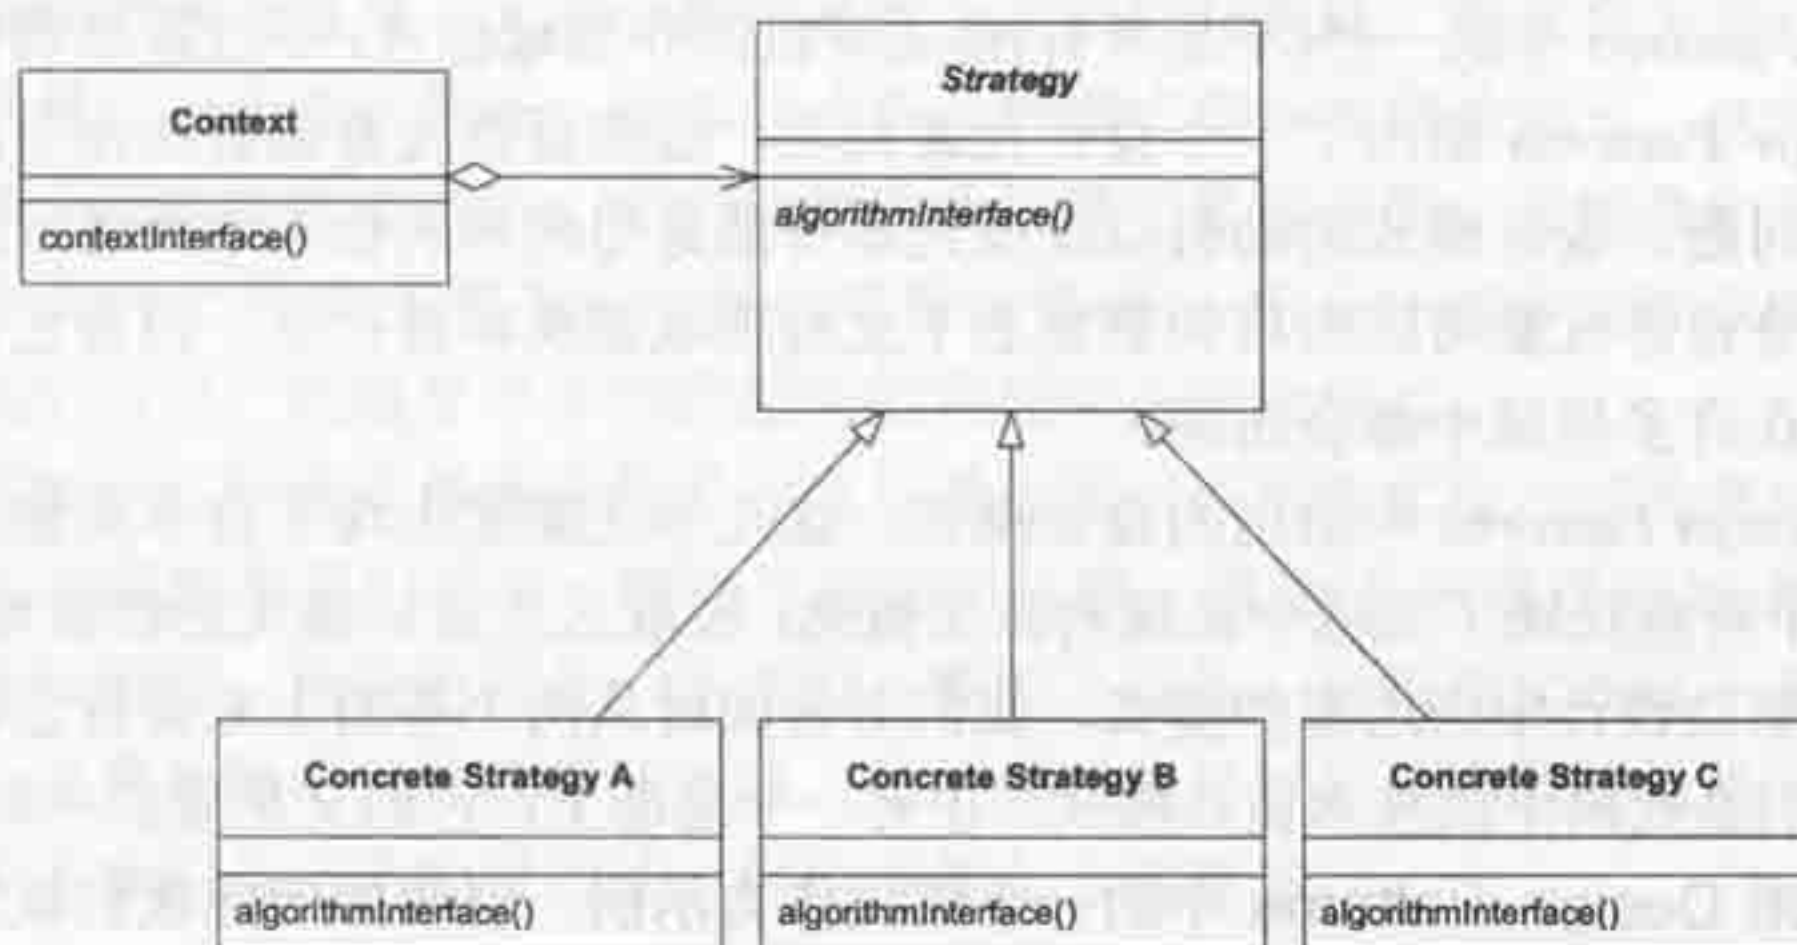 Strategy
Context
algorithmInterface()
contextInterface()
Concrete Strategy A
Concrete Strategy B
Concrete Strategy C
algorithmInterface()
algorithmInterface()
algorithmInterface()